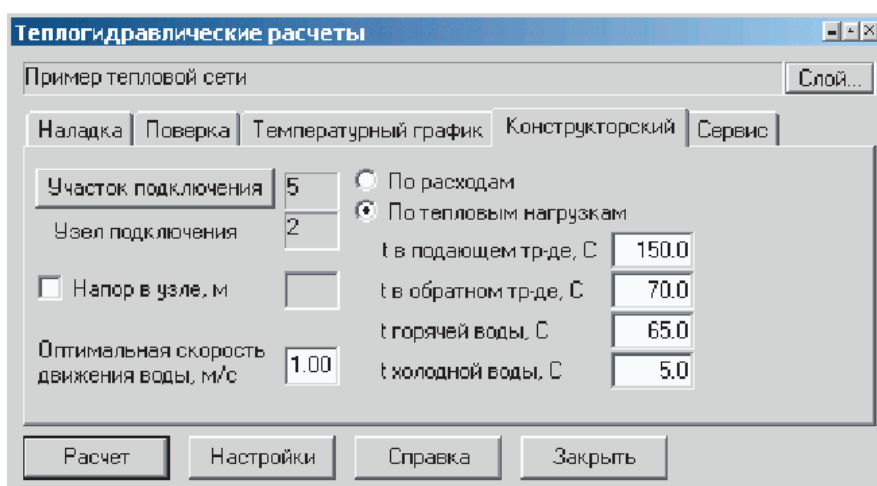 Теплогидравлические расчеты
Пример тепловой сети
Слой...
Наладка Поверка Температурный график Конструкторский Сервис
Участок подключения 5
По расходам
Узел подключения 2
По тепловым нагрузкам
t в подающем тр-де, С 150.0
Напор в узле, м
t в обратном тр-де, С 70.0
t горячей воды, С 65.0
Оптимальная скорость
движения воды, м/с 1.00
t холодной воды, С 5.0
Расчет Настройки Справка Закрыть